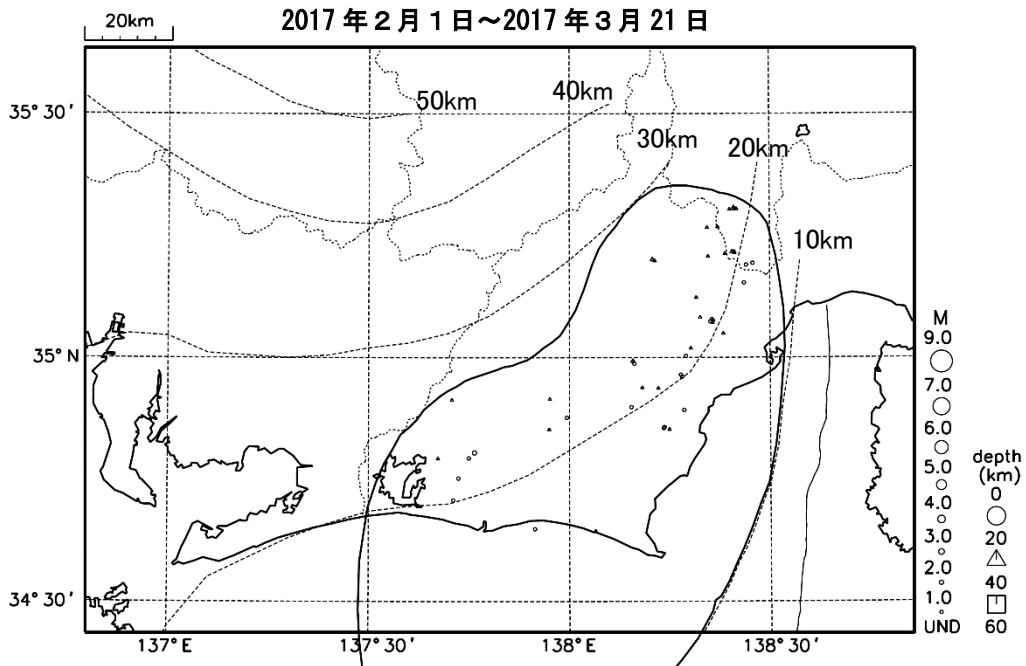 2017年２月１日～2017年３月21日
20km
35°30′
50km
40km
30km
20km
10km
35°N
34°30′
137°E
137°30′
138°E
138°30′
M
9.0
7.0
6.0
5.0
4.0
3.0
2.0
1.0
UND
depth
(km)
0
20
40
60